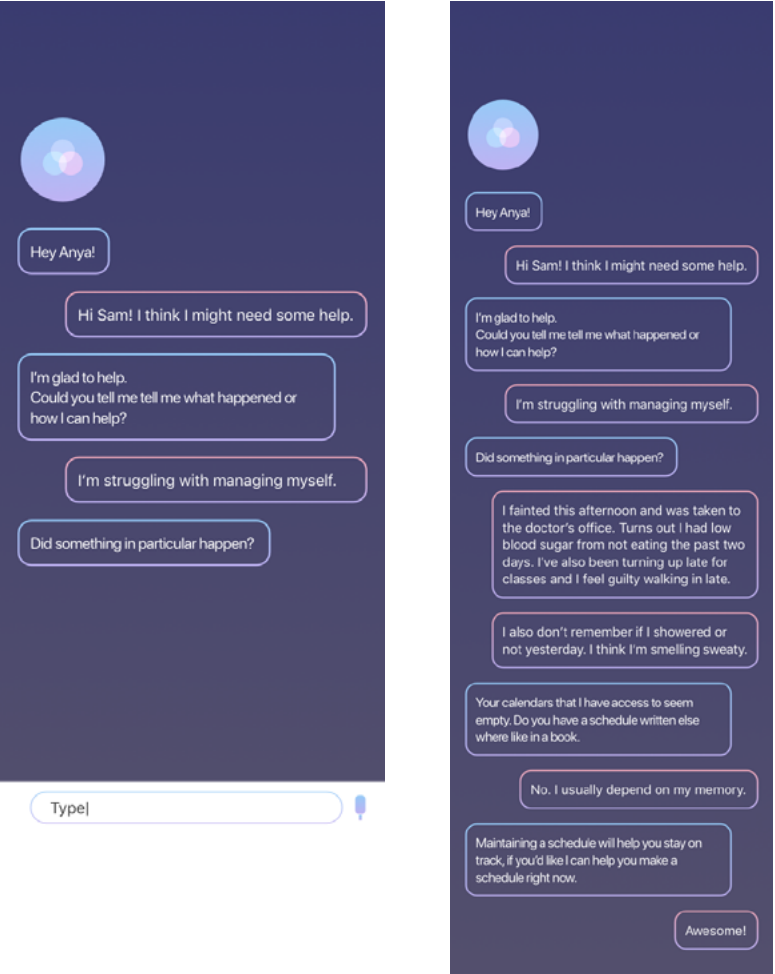 Hey Anya!
Hi Sam! I think I might need some help.
I'm glad to help.
Could you tell me tell me what happened or
how I can help?
I'm struggling with managing myself.
Did something in particular happen?
Type|
Hey Anya!
Hi Sam! I think I might need some help.
I'm glad to help.
Could you tell me tell me what happened or
how I can help?
I'm struggling with managing myself.
Did something in particular happen?
I fainted this afternoon and was taken to
the doctor's office. Turns out I had low
blood sugar from not eating the past two
days. I've also been turning up late for
classes and I feel guilty walking in late.
I also don't remember if I showered or
not yesterday. I think I'm smelling sweaty.
Your calendars that I have access to seem
empty. Do you have a schedule written else
where like in a book.
No. I usually depend on my memory.
Maintaining a schedule will help you stay on
track, if you'd like I can help you make a
schedule right now.
Awesome!